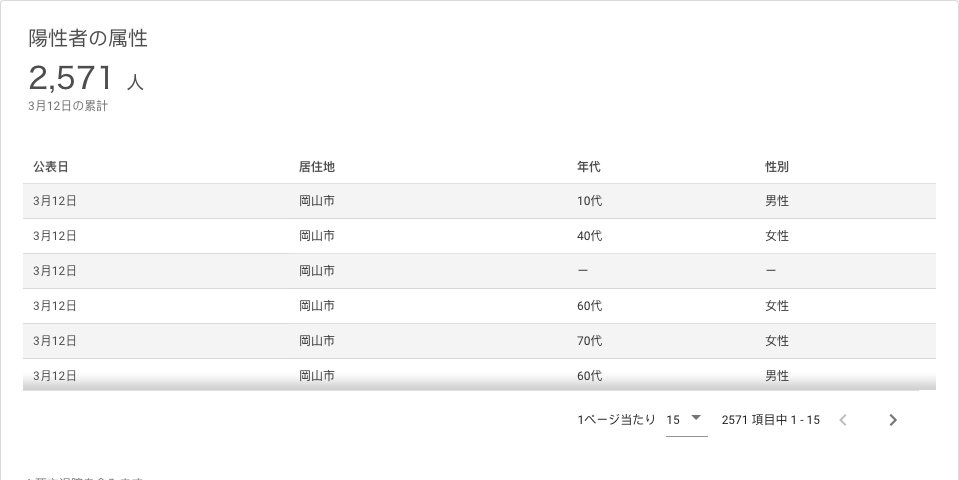 陽性者の属性
2,571 人
3月12日の累計
公表日 居住地 年代 性別
3月12日 岡山市 10代 男性
3月12日 岡山市 40代 女性
3月12日 岡山市 ー ー
3月12日 岡山市 60代 女性
3月12日 岡山市 70代 女性
3月12日 岡山市 60代 男性
1ページ当たり 15 2571 項目中 1 - 15